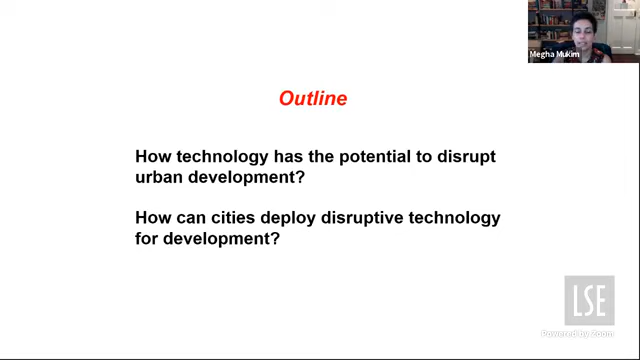 Megha Mukim
Outline
How technology has the potential to disrupt
urban development?
How can cities deploy disruptive technology
for development?
LSE
Powered by Zoom